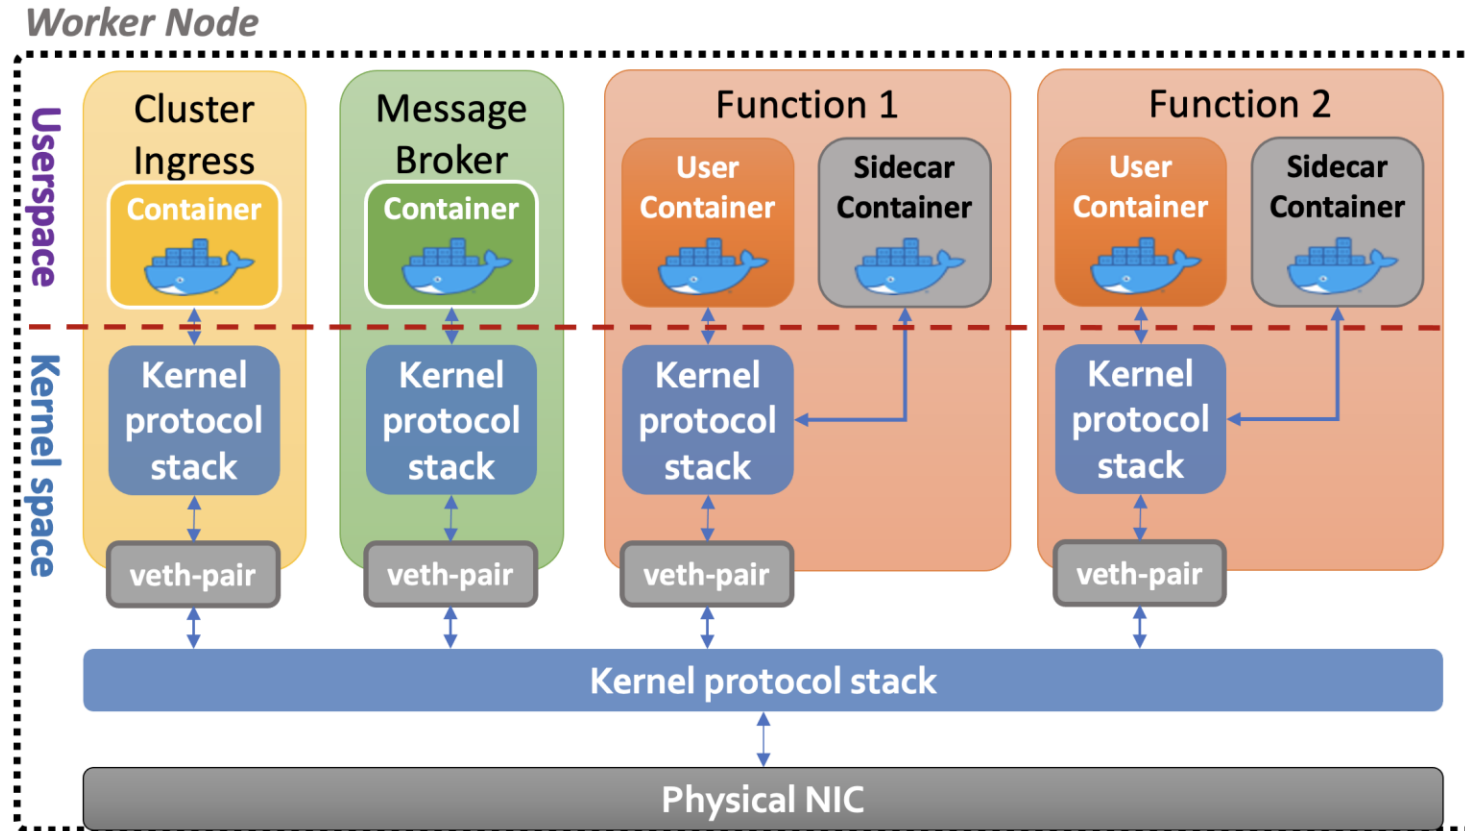 Worker Node
Userspace
Kernel space
Cluster
Ingress
Container
Kernel
protocol
stack
veth-pair
Message
Broker
Container
Kernel
protocol
stack
veth-pair
Function 1
User
Container
Sidecar
Container
Kernel
protocol
stack
veth-pair
Function 2
User
Container
Sidecar
Container
Kernel
protocol
stack
veth-pair
Kernel protocol stack
Physical NIC